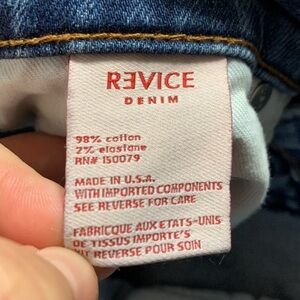 REVICE
DENIM
98% cotton
2% elastane
RN# 150079
MADE IN U.S.A.
WITH IMPORTED COMPONENTS
SEE REVERSE FOR CARE
FABRIQUE AUX ETATS-UNIS
DE TISSUS IMPORTE'S
REVERSE POUR SOIN